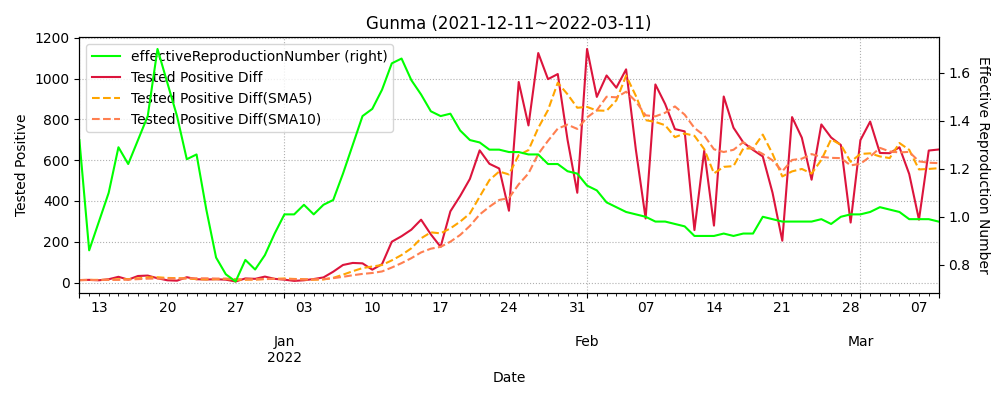 Gunma (2021-12-11~2022-03-11)
effectiveReproductionNumber (right)
Tested Positive Diff
Tested Positive Diff(SMA5)
Tested Positive Diff(SMA10)
Tested Positive
1200
1000
800
600
400
200
0
Effective Reproduction Number
1.6
1.4
1.2
1.0
0.8
13 20 27 03 10 17 24 31 07 14 21 28 07
Jan Feb Mar
2022
Date